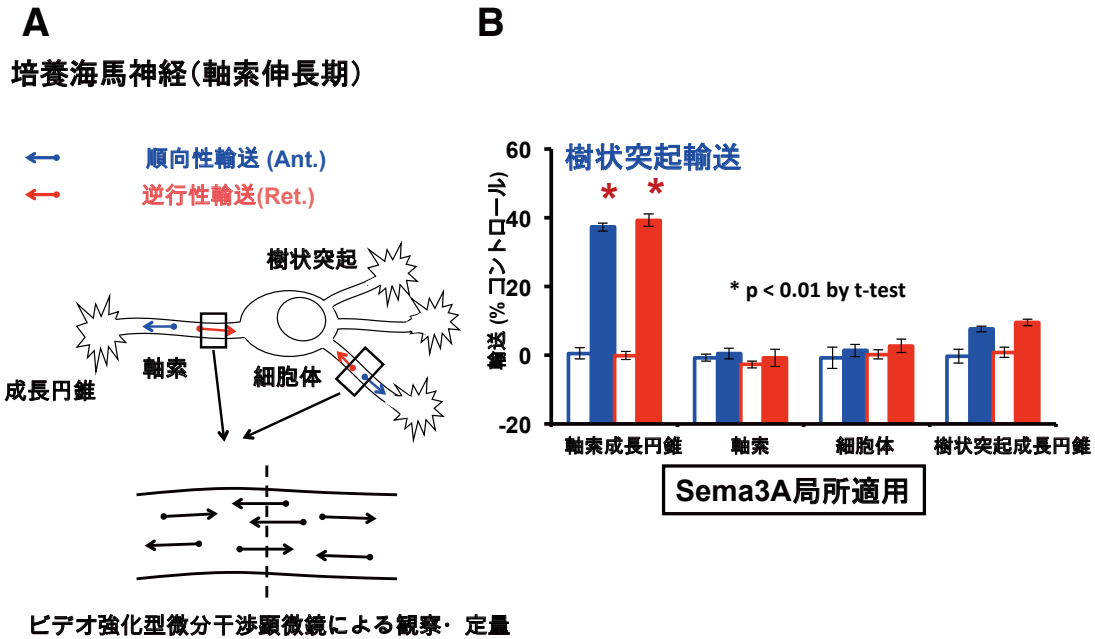 A
培養海馬神経(軸索伸長期)
順向性輸送 (Ant.)
逆行性輸送(Ret.)
樹状突起
軸索
細胞体
成長円錐
ビデオ強化型微分干渉顕微鏡による観察・定量
B
樹状突起輸送
輸送 (% コントロール)
60
40
20
0
-20
* *
* p < 0.01 by t-test
軸索成長円錐 軸索 細胞体 樹状突起成長円錐
Sema3A局所適用